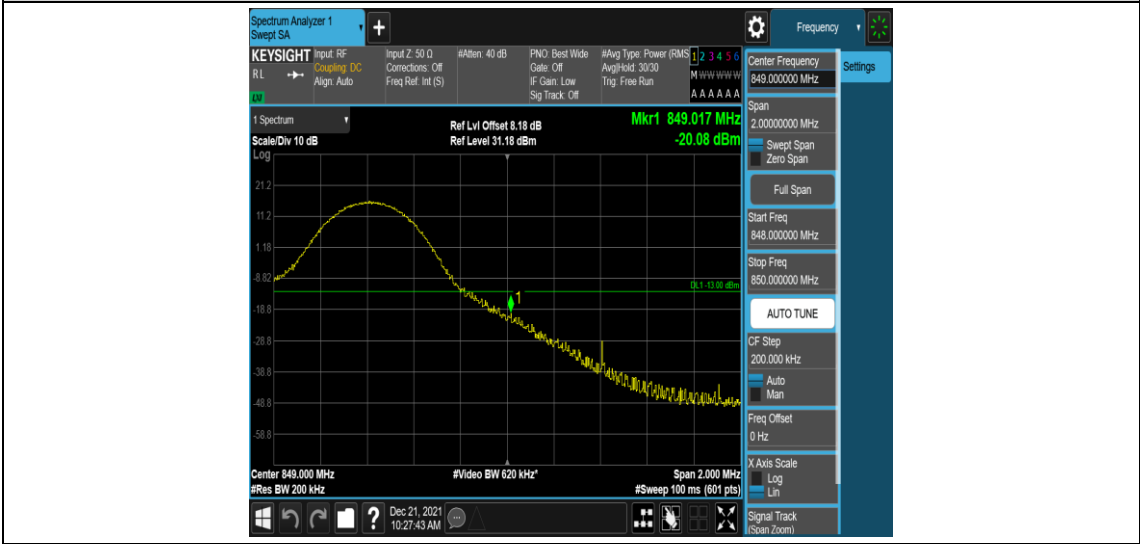 Spectrum Analyzer 1
Swept SA
+
Frequency
KEYSIGHT
RL
Input: RF
Coupling: DC
Align: Auto
Input Z: 50 Ω
Corrections: Off
Freq Ref: Int (S)
#Atten: 40 dB
PNO: Best Wide
Gate: Off
IF Gain: Low
Sig Track: Off
#Avg Type: Power (RMS
Avg|Hold: 30/30
Trig: Free Run
1 2 3 4 5 6
M W W W W W
A A A A A A
1 Spectrum
Scale/Div 10 dB
Log
Ref Lvl Offset 8.18 dB
Ref Level 31.18 dBm
Mkr1 849.017 MHz
-20.08 dBm
21.2
11.2
1.18
-8.82
-18.8
-28.8
-38.8
-48.8
-58.8
DL1 -13.00 dBm
1
Center 849.000 MHz
#Res BW 200 kHz
#Video BW 620 kHz*
Span 2.000 MHz
#Sweep 100 ms (601 pts)
?
Dec 21, 2021
10:27:43 AM
Center Frequency
849.000000 MHz
Settings
Span
2.00000000 MHz
Swept Span
Zero Span
Full Span
Start Freq
848.000000 MHz
Stop Freq
850.000000 MHz
AUTO TUNE
CF Step
200.000 kHz
Auto
Man
Freq Offset
0 Hz
X Axis Scale
Log
Lin
Signal Track
(Span Zoom)